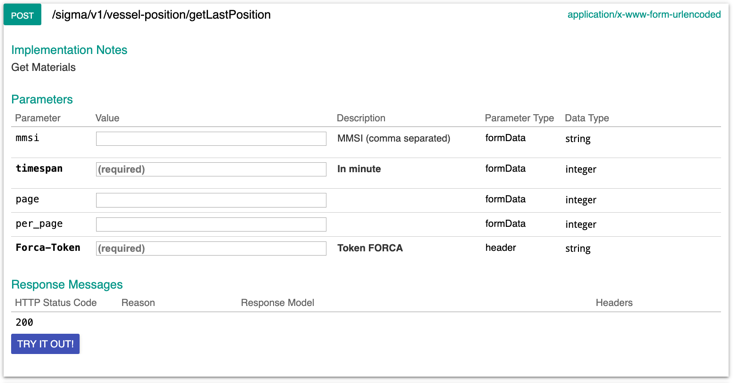 POST /sigma/v1/vessel-position/getLastPosition application/x-www-form-urlencoded
Implementation Notes
Get Materials
Parameters
Parameter Value Description Parameter Type Data Type
mmsi MMSI (comma separated) formData string
timespan (required) In minute formData integer
page formData integer
per_page formData integer
Forca-Token (required) Token FORCA header string
Response Messages
HTTP Status Code Reason Response Model Headers
200
TRY IT OUT!